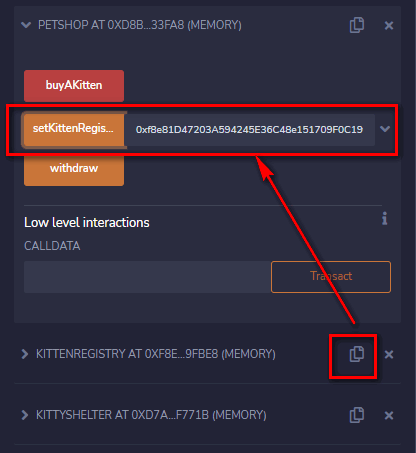 PETSHOP AT 0XD8B...33FA8 (MEMORY)
buyAKitten
setKittenRegis...
0xf8e81D47203A594245E36C48e151709F0C19
withdraw
Low level interactions
CALLDATA
Transact
KITTENREGISTRY AT 0XF8E...9FBE8 (MEMORY)
KITTYSHELTER AT 0XD7A...F771B (MEMORY)